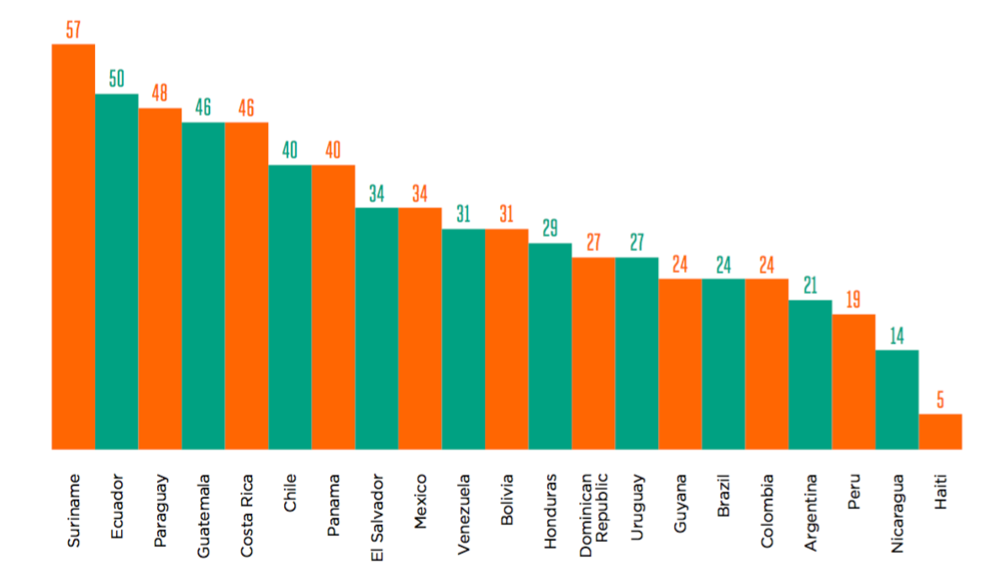 57
50
48
46
46
40
40
34
34
31
31
29
27
27
24
24
24
21
19
14
5
Suriname
Ecuador
Paraguay
Guatemala
Costa Rica
Chile
Panama
El Salvador
Mexico
Venezuela
Bolivia
Honduras
Dominican
Republic
Uruguay
Guyana
Brazil
Colombia
Argentina
Peru
Nicaragua
Haiti